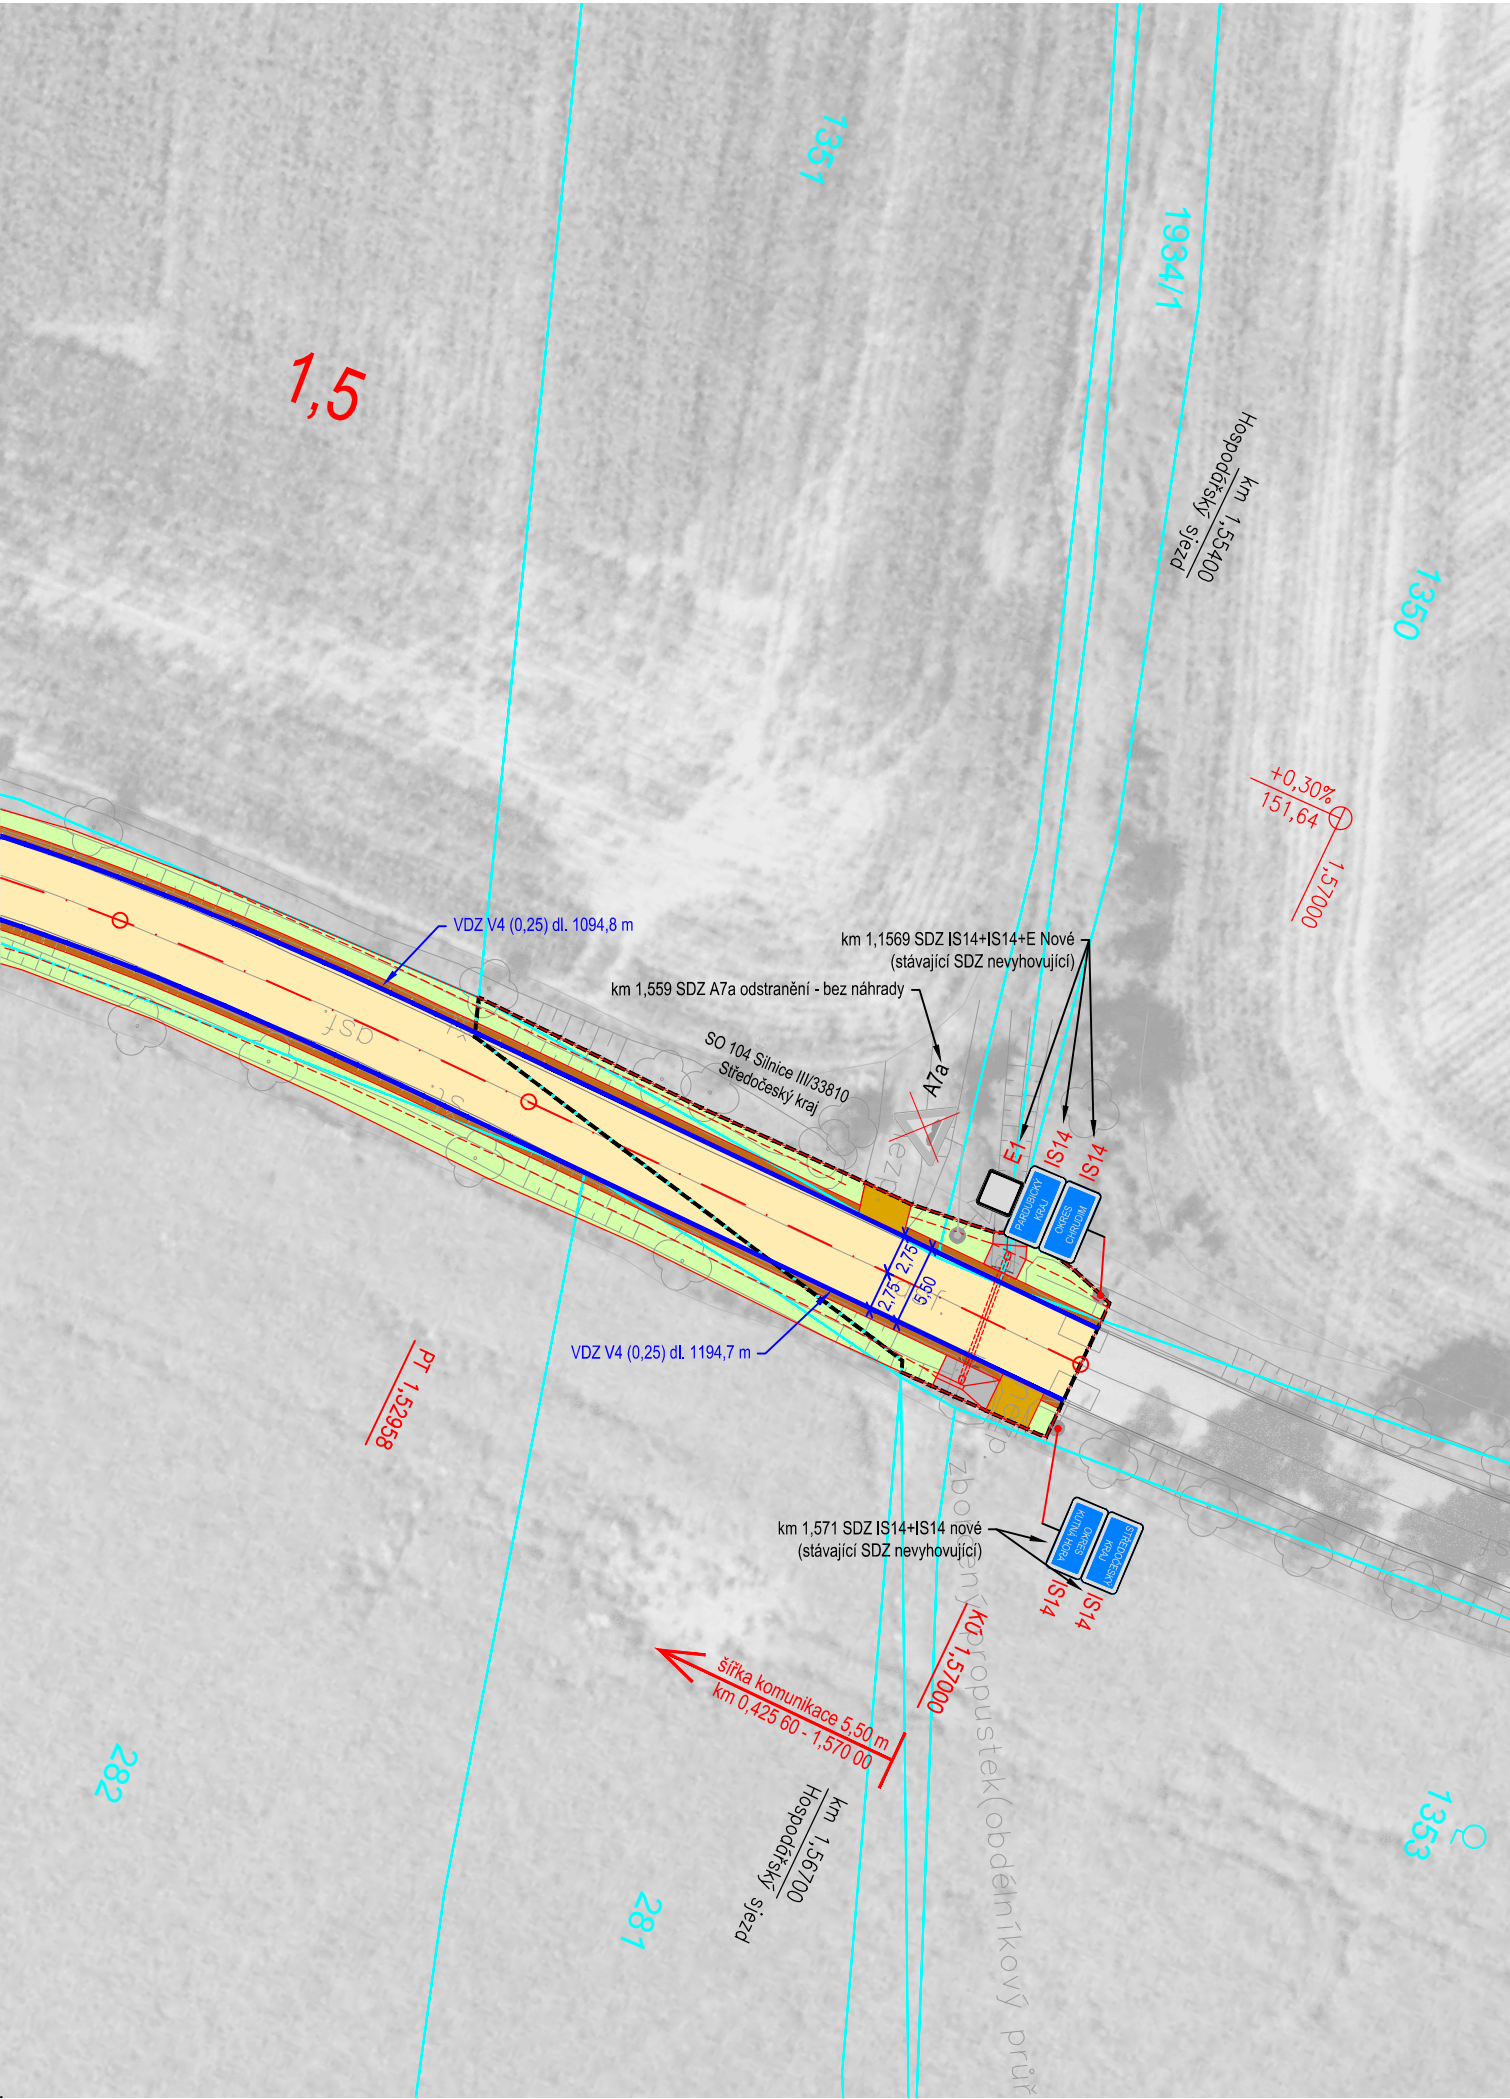 1351
1934/1
1,5
km 1,55400
Hospodářský sjezd
1350
+0,30%
151,64
1,57000
VDZ V4 (0,25) dl. 1094,8 m
km 1,1569 SDZ IS14+IS14+E Nové
(stávající SDZ nevyhovující)
km 1,559 SDZ A7a odstranění - bez náhrady
SO 104 Silnice III/33810
Středočeský kraj
A7a
E1
IS14
IS14
PARDUBICKÝ
KRAJ
OKRES
CHRUDIM
2,75
2,75
5,50
VDZ V4 (0,25) dl. 1194,7 m
PT 1,52958
km 1,571 SDZ IS14+IS14 nové
(stávající SDZ nevyhovující)
STŘEDOČESKÝ
KRAJ
OKRES
KUTNÁ HORA
IS14
IS14
KÚ 1,57000
šířka komunikace 5,50 m
km 0,425 60 - 1,570 00
km 1,56700
Hospodářský sjezd
zbořený propustek(obdélníkový průř
282
281
1353